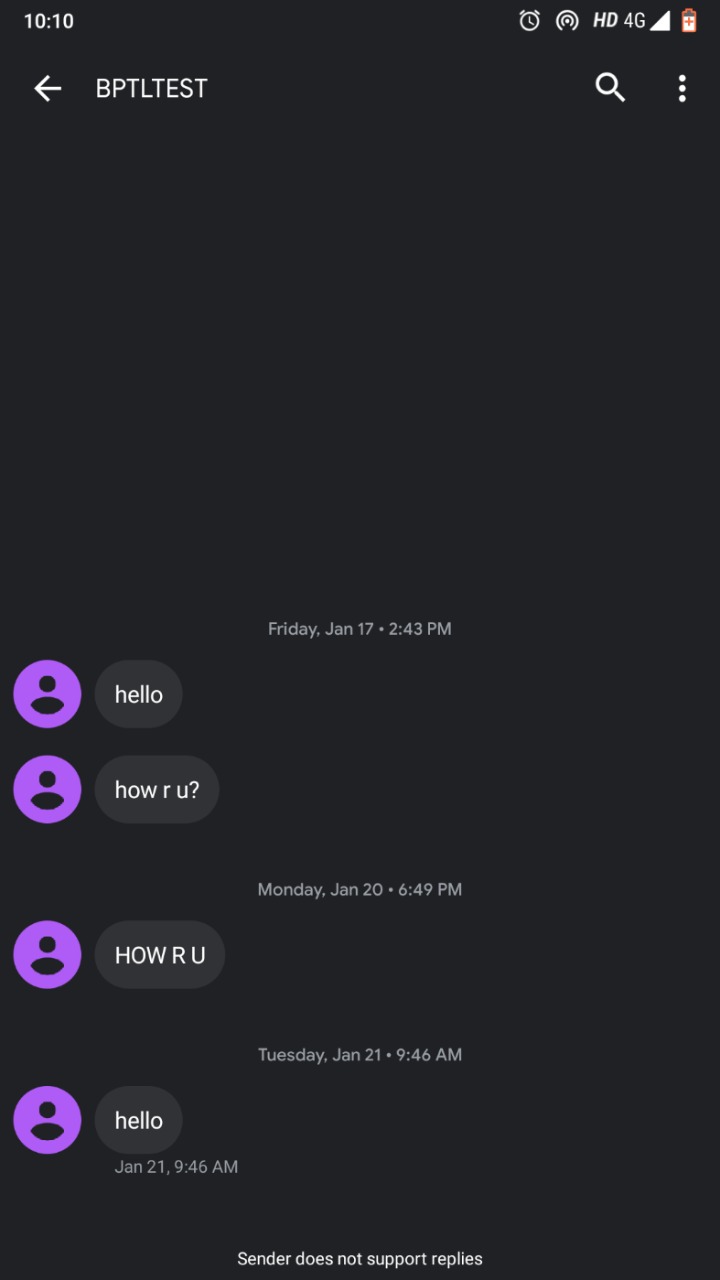 10:10 HD 4G
BPTLTEST
Friday, Jan 17 • 2:43 PM
hello
how r u?
Monday, Jan 20 • 6:49 PM
HOW R U
Tuesday, Jan 21 • 9:46 AM
hello
Jan 21, 9:46 AM
Sender does not support replies